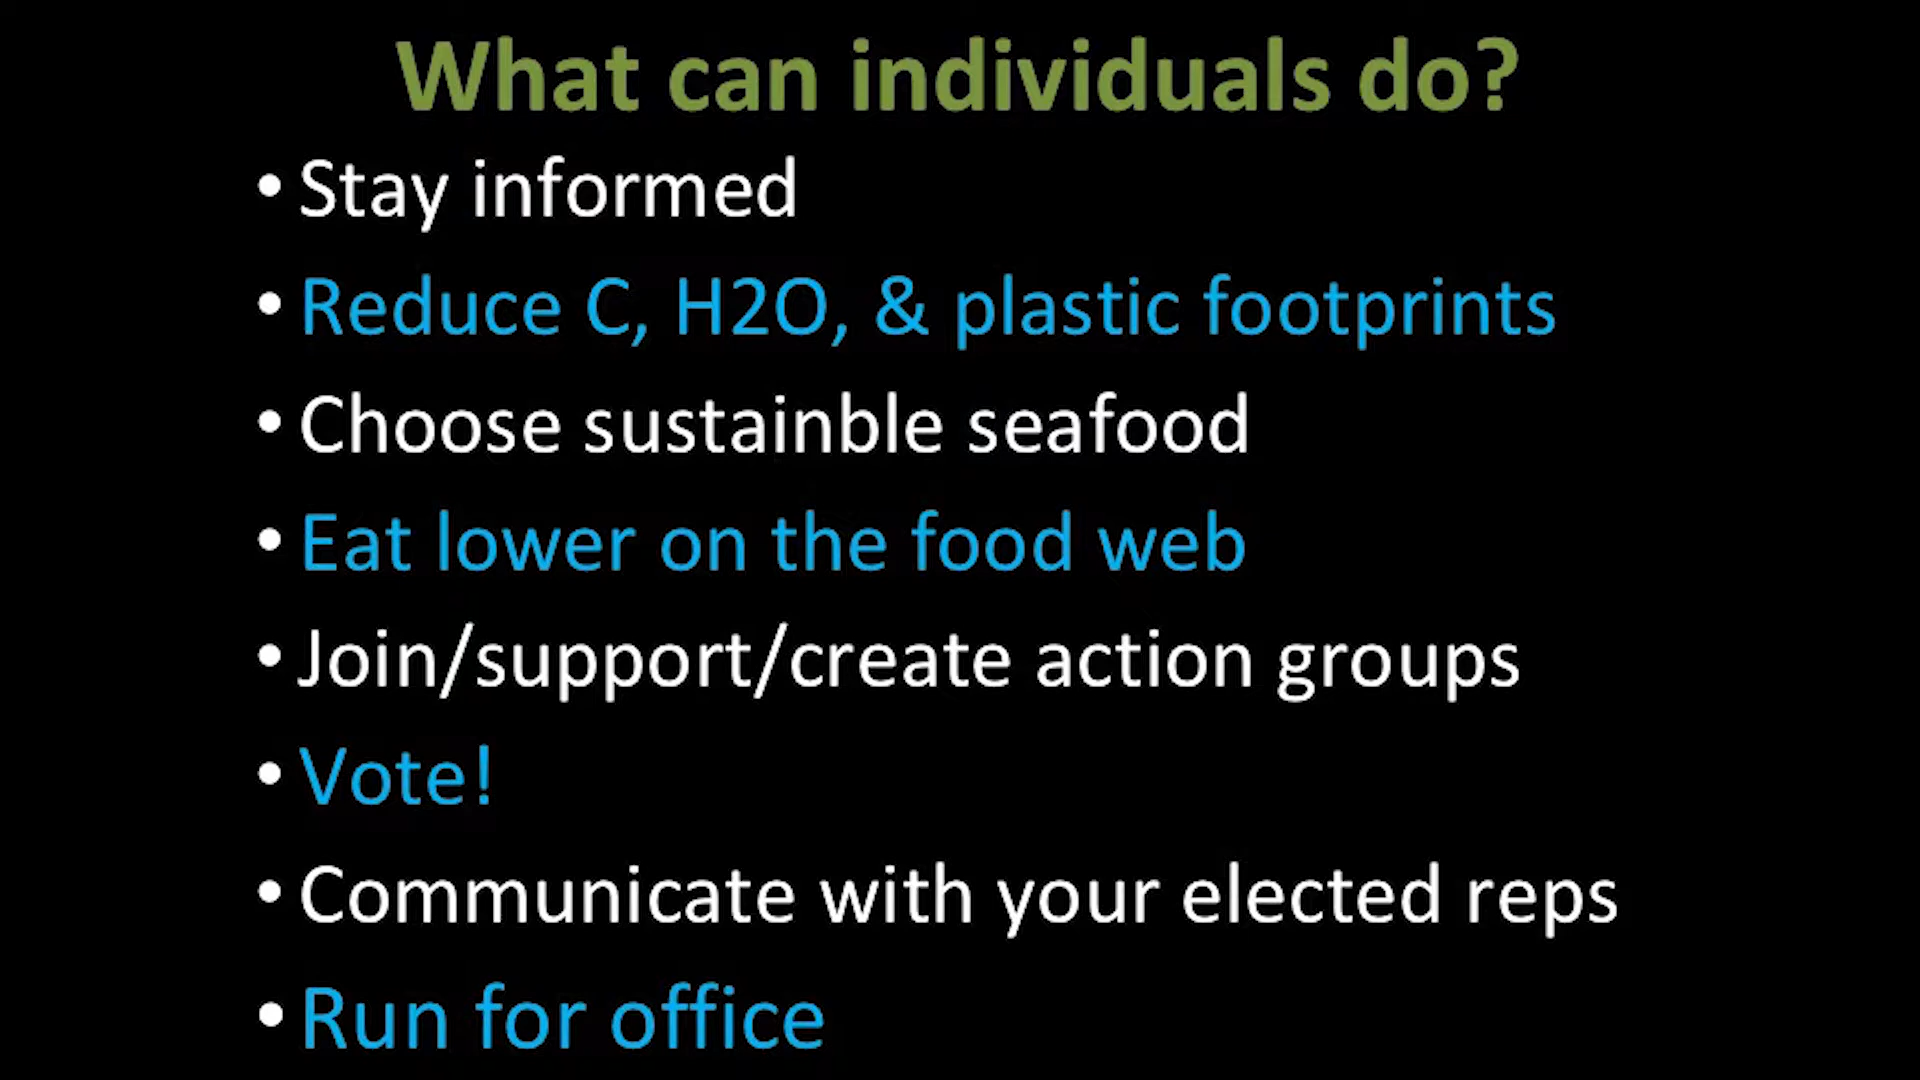 What can individuals do?
• Stay informed
• Reduce C, H2O, & plastic footprints
• Choose sustainble seafood
• Eat lower on the food web
• Join/support/create action groups
• Vote!
• Communicate with your elected reps
• Run for office